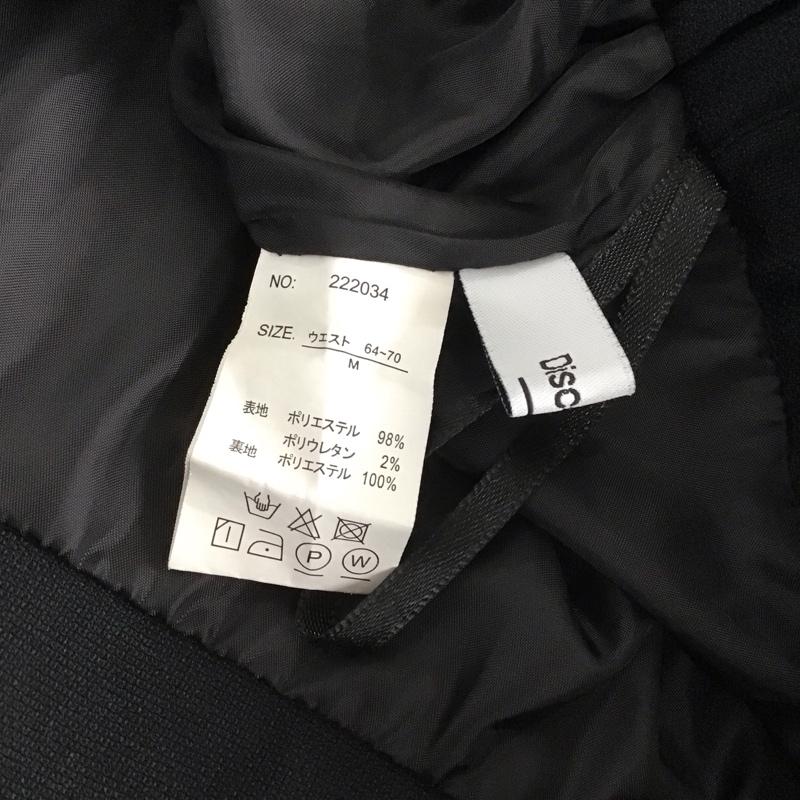 NO: 222034
SIZE. ウエスト 64~70
M
表地 ポリエステル 98%
ポリウレタン 2%
裏地 ポリエステル 100%
P W
Disc